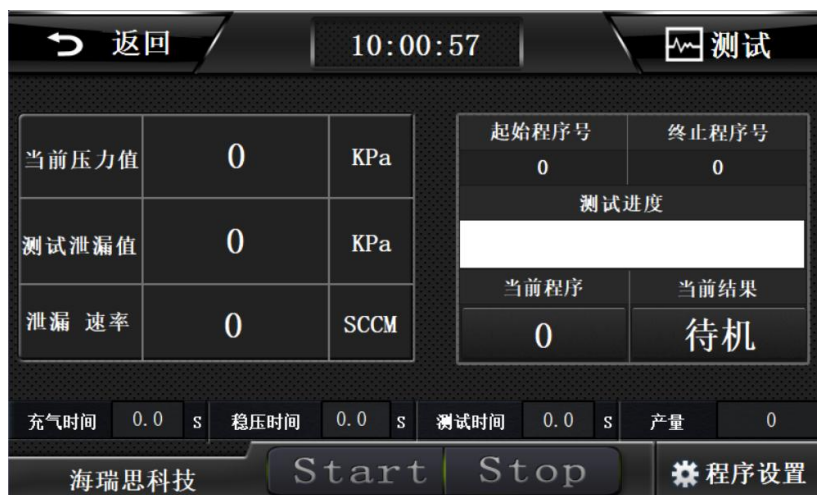 返回 10:00:57 测试
起始程序号 终止程序号
当前压力值 0 KPa 0 0
测试进度
测试泄漏值 0 KPa
当前程序 当前结果
泄漏 速率 0 SCCM 0 待机
充气时间 0.0 S 稳压时间 0.0 S 测试时间 0.0 S 产量 0
海瑞思科技 Start Stop 程序设置